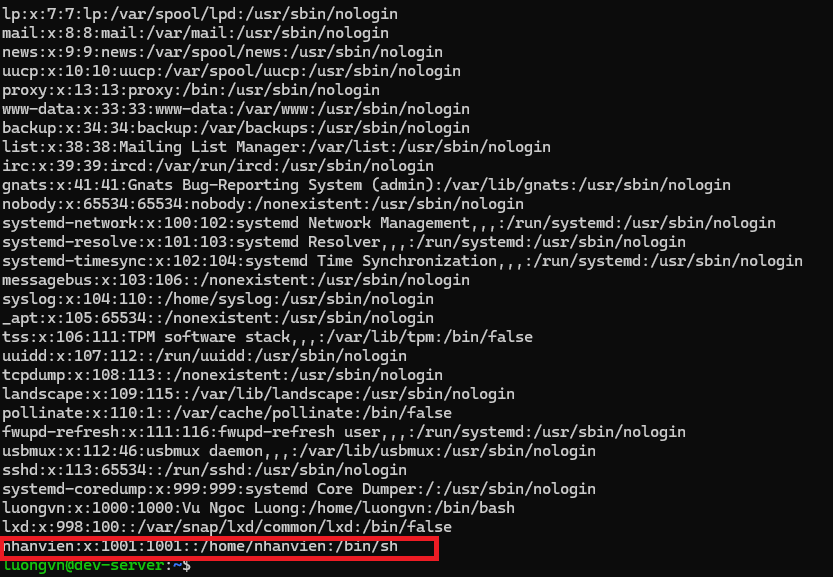 lp:x:7:7:lp:/var/spool/lpd:/usr/sbin/nologin
mail:x:8:8:mail:/var/mail:/usr/sbin/nologin
news:x:9:9:news:/var/spool/news:/usr/sbin/nologin
uucp:x:10:10:uucp:/var/spool/uucp:/usr/sbin/nologin
proxy:x:13:13:proxy:/bin:/usr/sbin/nologin
www-data:x:33:33:www-data:/var/www:/usr/sbin/nologin
backup:x:34:34:backup:/var/backups:/usr/sbin/nologin
list:x:38:38:Mailing List Manager:/var/list:/usr/sbin/nologin
irc:x:39:39:ircd:/var/run/ircd:/usr/sbin/nologin
gnats:x:41:41:Gnats Bug-Reporting System (admin):/var/lib/gnats:/usr/sbin/nologin
nobody:x:65534:65534:nobody:/nonexistent:/usr/sbin/nologin
systemd-network:x:100:102:systemd Network Management,,,:/run/systemd:/usr/sbin/nologin
systemd-resolve:x:101:103:systemd Resolver,,,:/run/systemd:/usr/sbin/nologin
systemd-timesync:x:102:104:systemd Time Synchronization,,,:/run/systemd:/usr/sbin/nologin
messagebus:x:103:106::/nonexistent:/usr/sbin/nologin
syslog:x:104:110::/home/syslog:/usr/sbin/nologin
_apt:x:105:65534::/nonexistent:/usr/sbin/nologin
tss:x:106:111:TPM software stack,,,:/var/lib/tpm:/bin/false
uuidd:x:107:112::/run/uuidd:/usr/sbin/nologin
tcpdump:x:108:113::/nonexistent:/usr/sbin/nologin
landscape:x:109:115::/var/lib/landscape:/usr/sbin/nologin
pollinate:x:110:1::/var/cache/pollinate:/bin/false
fwupd-refresh:x:111:116:fwupd-refresh user,,,:/run/systemd:/usr/sbin/nologin
usbmux:x:112:46:usbmux daemon,,,:/var/lib/usbmux:/usr/sbin/nologin
sshd:x:113:65534::/run/sshd:/usr/sbin/nologin
systemd-coredump:x:999:999:systemd Core Dumper:/:/usr/sbin/nologin
luongvn:x:1000:1000:Vu Ngoc Luong:/home/luongvn:/bin/bash
lxd:x:998:100::/var/snap/lxd/common/lxd:/bin/false
nhanvien:x:1001:1001::/home/nhanvien:/bin/sh
luongvn@dev-server:~$